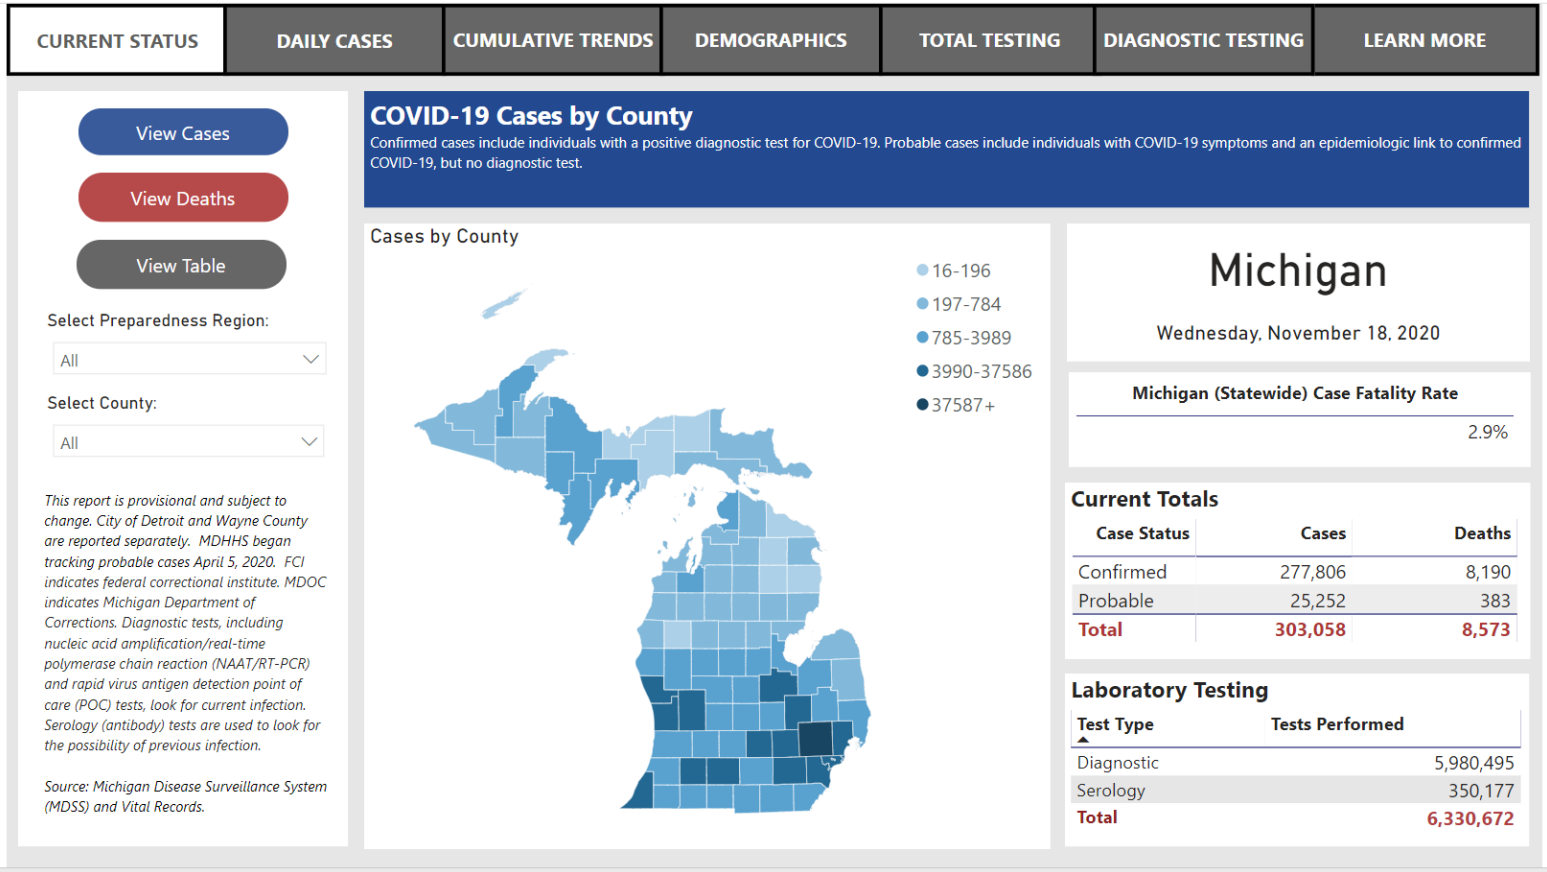 CURRENT STATUS
DAILY CASES
CUMULATIVE TRENDS
DEMOGRAPHICS
TOTAL TESTING
DIAGNOSTIC TESTING
LEARN MORE
View Cases
View Deaths
View Table
Select Preparedness Region:
All
Select County:
All
This report is provisional and subject to
change. City of Detroit and Wayne County
are reported separately.  MDHHS began
tracking probable cases April 5, 2020.  FCI
indicates federal correctional institute. MDOC
indicates Michigan Department of
Corrections. Diagnostic tests, including
nucleic acid amplification/real-time
polymerase chain reaction (NAAT/RT-PCR)
and rapid virus antigen detection point of
care (POC) tests, look for current infection.
Serology (antibody) tests are used to look for
the possibility of previous infection.
Source: Michigan Disease Surveillance System
(MDSS) and Vital Records.
COVID-19 Cases by County
Confirmed cases include individuals with a positive diagnostic test for COVID-19. Probable cases include individuals with COVID-19 symptoms and an epidemiologic link to confirmed
COVID-19, but no diagnostic test.
Cases by County
16-196
197-784
785-3989
3990-37586
37587+
Michigan
Wednesday, November 18, 2020
Michigan (Statewide) Case Fatality Rate
2.9%
Current Totals
Case Status Cases Deaths
Confirmed 277,806 8,190
Probable 25,252 383
Total 303,058 8,573
Laboratory Testing
Test Type Tests Performed
Diagnostic 5,980,495
Serology 350,177
Total 6,330,672